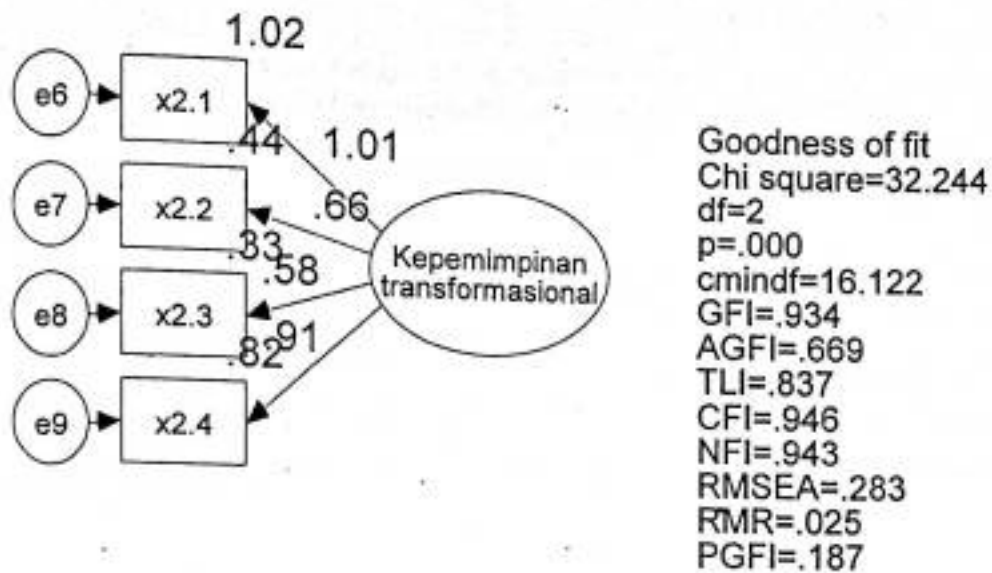 1.02
e6
x2.1
.44
1.01
e7
x2.2
.66
.33
.58
Kepemimpinan
transformasional
e8
x2.3
.82
.91
e9
x2.4
Goodness of fit
Chi square=32.244
df=2
p=.000
cmindf=16.122
GFI=.934
AGFI=.669
TLI=.837
CFI=.946
NFI=.943
RMSEA=.283
RMR=.025
PGFI=.187